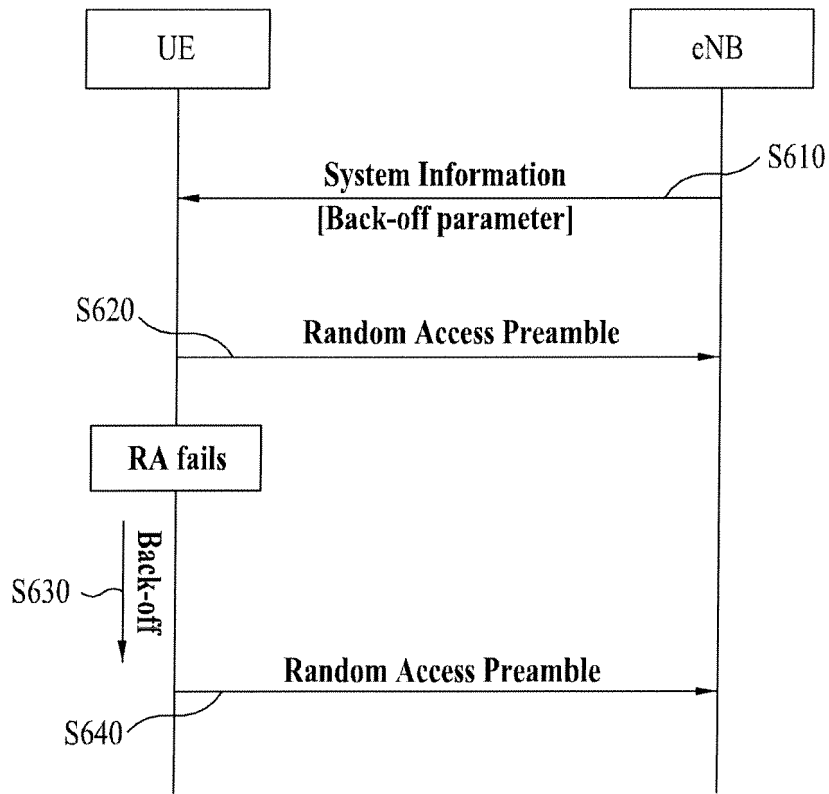 UE
eNB
S610
System Information
[Back-off parameter]
S620
Random Access Preamble
RA fails
Back-off
S630
Random Access Preamble
S640